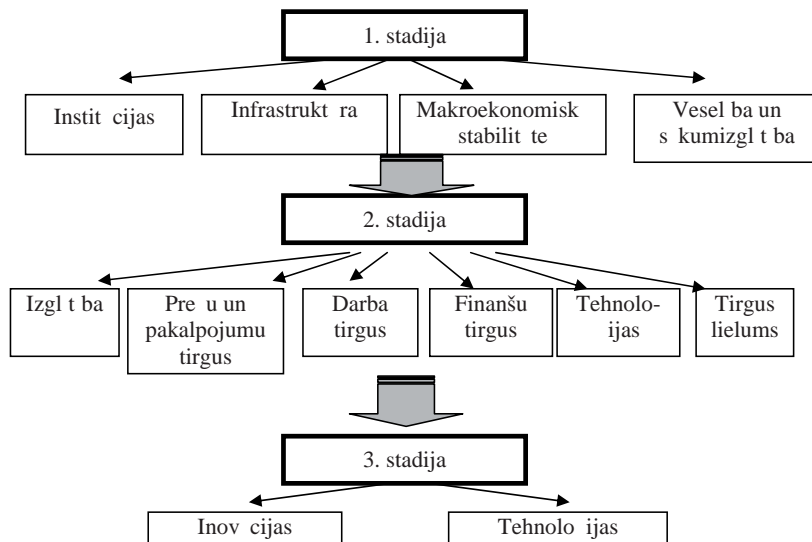 1. stadija
Instit cijas
Infrastrukt ra
Makroekonomisk
stabilit te
Vesel ba un
s kumizgl t ba
2. stadija
Izgl t ba
Pre u un
pakalpojumu
tirgus
Darba
tirgus
Finanšu
tirgus
Tehnolo-
ijas
Tirgus
lielums
3. stadija
Inov cijas
Tehnolo ijas